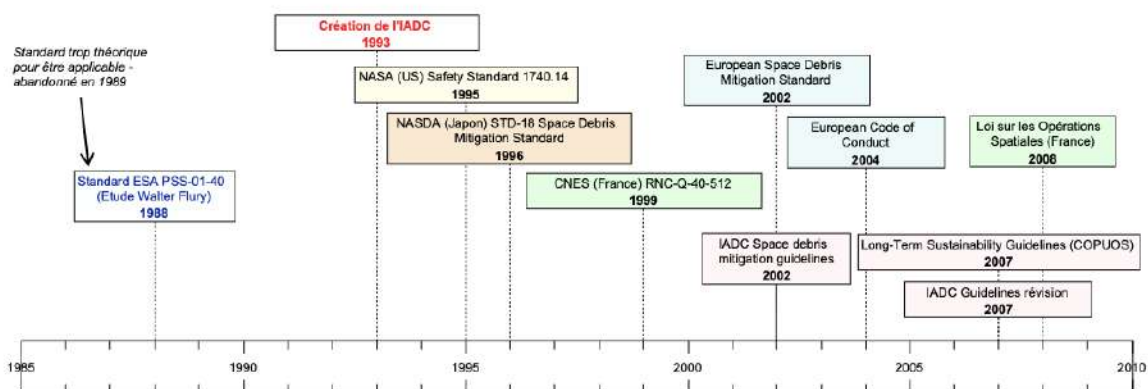 Création de l'IADC
1993
Standard trop théorique
pour être applicable -
abandonné en 1989
NASA (US) Safety Standard 1740.14
1995
European Space Debris
Mitigation Standard
2002
NASDA (Japon) STD-18 Space Debris
Mitigation Standard
1996
European Code of
Conduct
2004
Loi sur les Opérations
Spatiales (France)
2008
Standard ESA PSS-01-40
(Etude Walter Flury)
1988
CNES (France) RNC-Q-40-512
1999
IADC Space debris
mitigation guidelines
2002
Long-Term Sustainability Guidelines (COPUOS)
2007
IADC Guidelines révision
2007
1985 1990 1995 2000 2005 2010